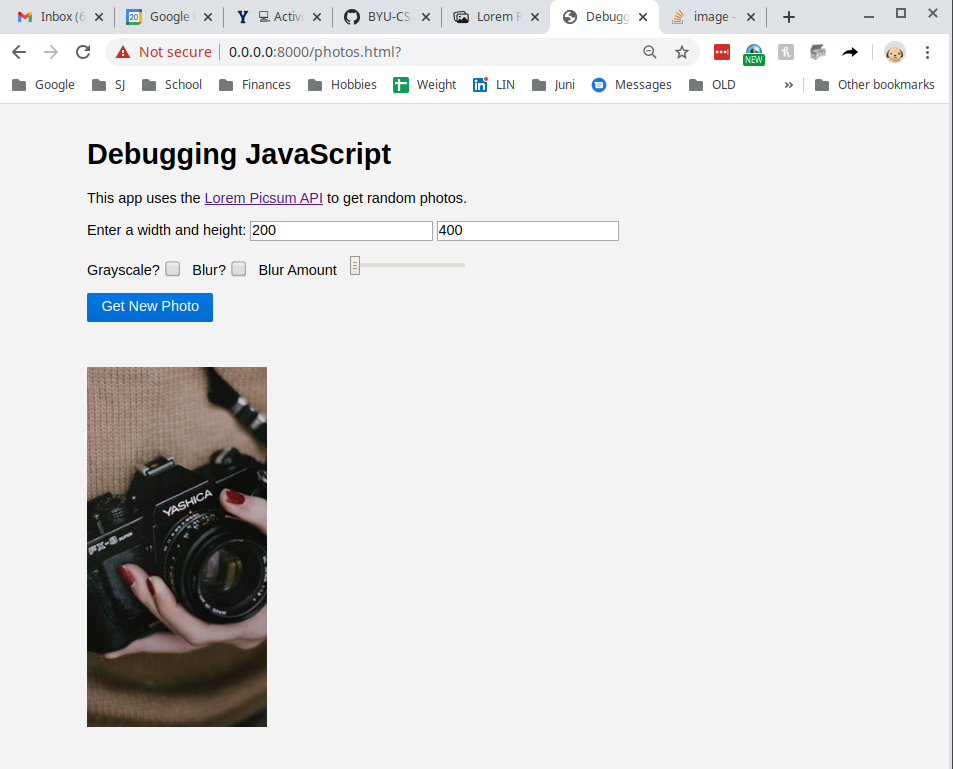 Inbox (6
20 Google
Y Activi
BYU-CS
Lorem P
Debugg
image -
Not secure 0.0.0.0:8000/photos.html?
NEW
Google SJ School Finances Hobbies Weight in LIN Juni Messages OLD » Other bookmarks
Debugging JavaScript
This app uses the Lorem Picsum API to get random photos.
Enter a width and height: 200 400
Grayscale? Blur? Blur Amount
Get New Photo
YASHICA
FX-3 SUPER